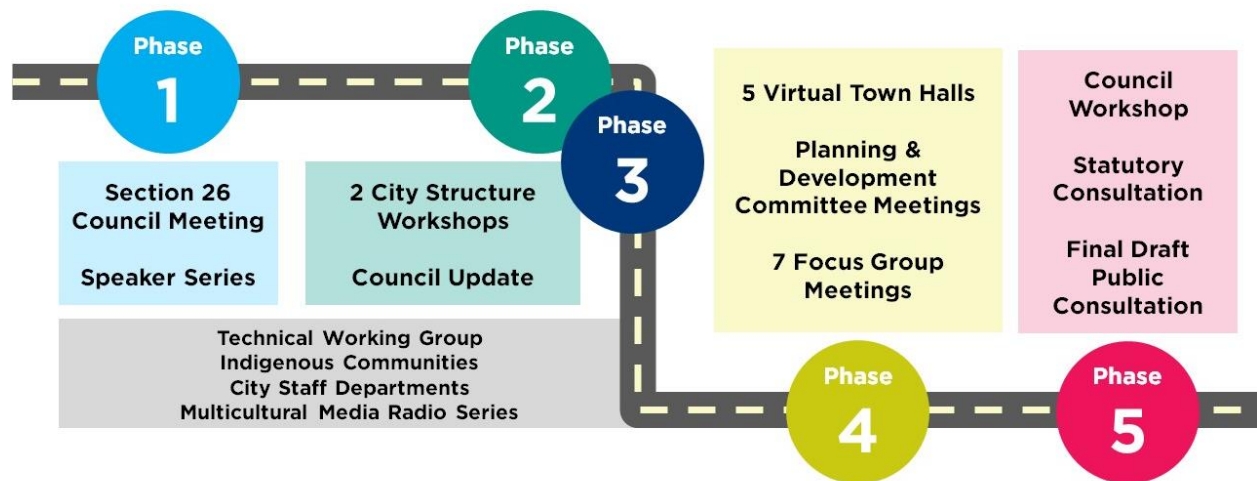 Phase
1
Phase
2
Phase
3
Section 26
Council Meeting
Speaker Series
2 City Structure
Workshops
Council Update
Technical Working Group
Indigenous Communities
City Staff Departments
Multicultural Media Radio Series
5 Virtual Town Halls
Planning &
Development
Committee Meetings
7 Focus Group
Meetings
Phase
4
Council
Workshop
Statutory
Consultation
Final Draft
Public
Consultation
Phase
5